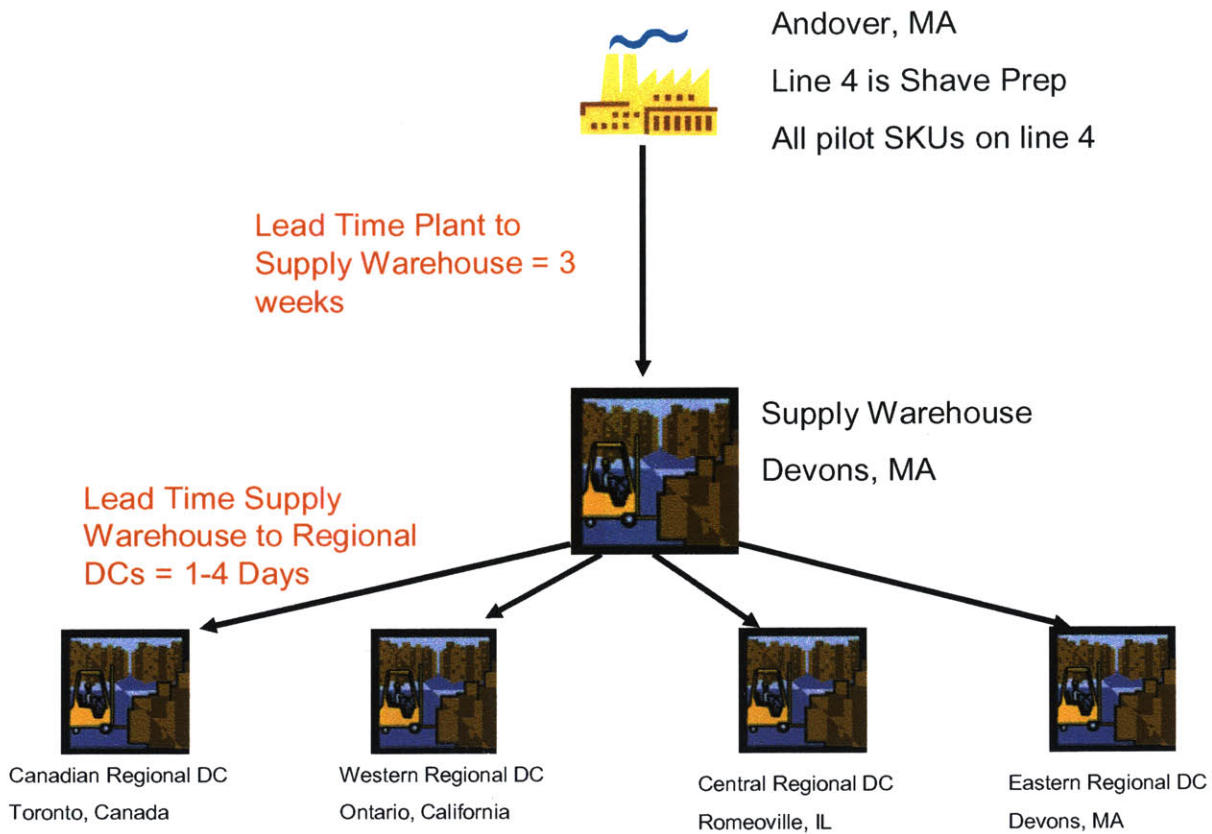 Andover, MA
Line 4 is Shave Prep
All pilot SKUs on line 4
Lead Time Plant to
Supply Warehouse = 3
weeks
Supply Warehouse
Devons, MA
Lead Time Supply
Warehouse to Regional
DCs = 1-4 Days
Canadian Regional DC
Toronto, Canada
Western Regional DC
Ontario, California
Central Regional DC
Romeoville, IL
Eastern Regional DC
Devons, MA